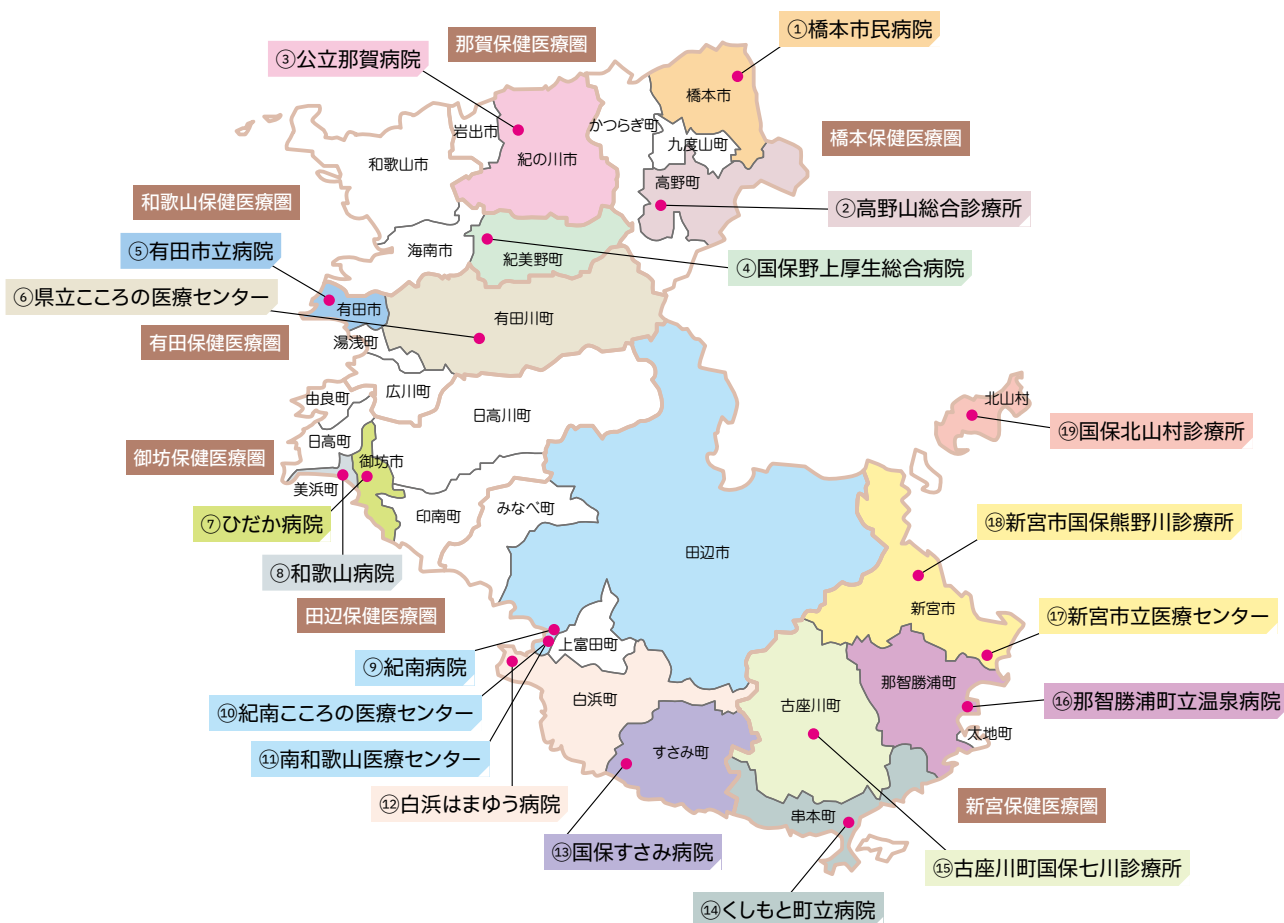 ①橋本市民病院
那賀保健医療圏
③公立那賀病院
橋本市
かつらぎ町
岩出市
九度山町
橋本保健医療圏
和歌山市
紀の川市
高野町
和歌山保健医療圏
②高野山総合診療所
海南市
⑤有田市立病院
紀美野町
④国保野上厚生総合病院
⑥県立こころの医療センター
有田市
有田川町
有田保健医療圏
湯浅町
広川町
由良町
北山村
日高川町
⑲国保北山村診療所
日高町
御坊保健医療圏
御坊市
美浜町
みなべ町
印南町
⑦ひだか病院
⑱新宮市国保熊野川診療所
田辺市
⑧和歌山病院
田辺保健医療圏
新宮市
⑰新宮市立医療センター
上富田町
⑨紀南病院
那智勝浦町
白浜町
古座川町
⑯那智勝浦町立温泉病院
⑩紀南こころの医療センター
太地町
⑪南和歌山医療センター
すさみ町
⑫白浜はまゆう病院
新宮保健医療圏
串本町
⑬国保すさみ病院
⑮古座川町国保七川診療所
⑭くしもと町立病院